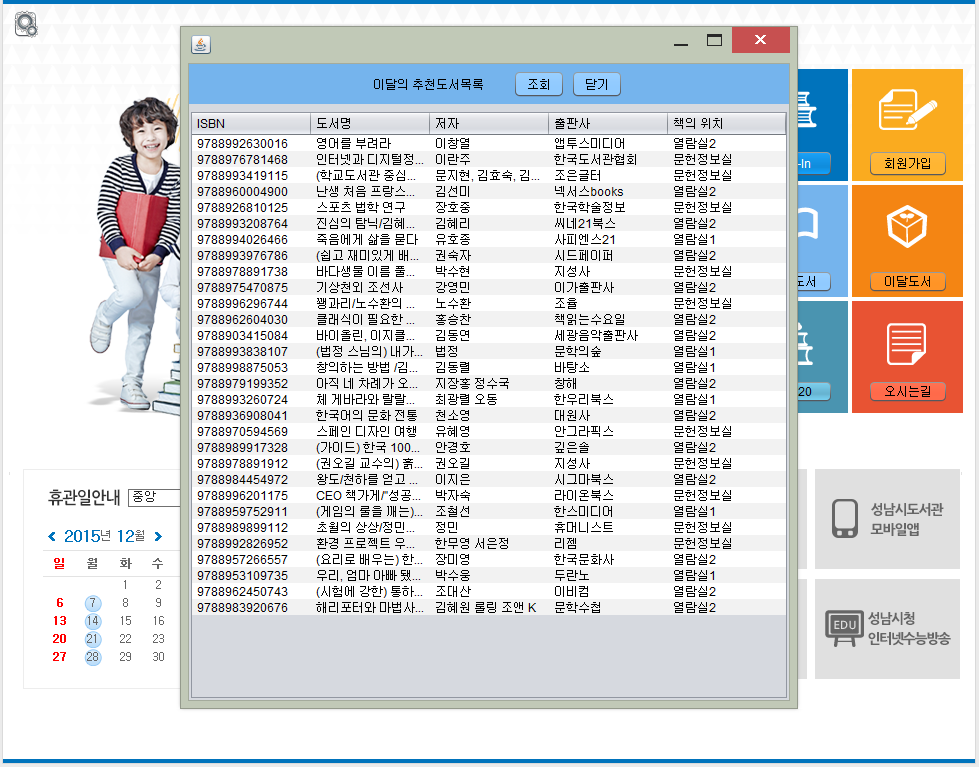 이달의 추천도서목록 조회 닫기
ISBN 도서명 저자 출판사 책의 위치
9788992630016 영어를 부려라 이창열 앱투스미디어 열람실2
9788976781468 인터넷과 디지털정... 이란주 한국도서관협회 문헌정보실
9788993419115 (학교도서관 중심... 문지현, 김효숙, 김... 조은글터 문헌정보실
9788960004900 난생 처음 프랑스... 김선미 넥서스books 열람실2
9788926810125 스포츠 법학 연구 장호중 한국학술정보 문헌정보실
9788993208764 진심의 탐닉/김혜... 김혜리 씨네21북스 열람실2
9788994026466 죽음에게 삶을 묻다 유호종 사피엔스21 열람실1
9788993976786 (쉽고 재미있게 배... 권숙자 시드페이퍼 열람실2
9788978891738 바다생물 이름 풀... 박수현 지성사 문헌정보실
9788975470875 기상천외 조선사 강영민 이가출판사 열람실2
9788996296744 꽹과리/노수환의 ... 노수환 조율 문헌정보실
9788962604030 클래식이 필요한 ... 홍승찬 책읽는수요일 열람실2
9788903415084 바이올린, 이지클... 김동연 세광음악출판사 열람실2
9788993838107 (법정 스님의) 내가... 법정 문학의숲 열람실1
9788998875053 창의하는 방법 /김... 김동렬 바탕소 열람실1
9788979199352 아직 네 차례가 오... 지장홍 정수국 창해 열람실2
9788993260724 체 게바라와 랄랄... 최광렬 오동 한우리북스 열람실1
9788936908041 한국어의 문화 전통 천소영 대원사 열람실2
9788970594569 스페인 디자인 여행 유혜영 안그라픽스 문헌정보실
9788989917328 (가이드) 한국 100... 안경호 깊은솔 열람실2
9788978891912 (권오길 교수의) 흙... 권오길 지성사 문헌정보실
9788984454972 왕도/천하를 얻고 ... 이지은 시그마북스 열람실2
9788996201175 CEO 책가게/"성공... 박자숙 라이온북스 문헌정보실
9788959752911 (게임의 룰을 깨는)... 조철선 한스미디어 열람실1
9788989899112 초월의 상상/정민... 정민 휴머니스트 문헌정보실
9788992826952 환경 프로젝트 우... 한무영 서은정 리젬 문헌정보실
9788957266557 (요리로 배우는) 한... 장미영 한국문화사 열람실2
9788953109735 우리, 엄마 아빠 됐... 박수웅 두란노 열람실1
9788962450743 (시험에 강한) 통하... 조대산 이비컴 열람실2
9788983920676 해리포터와 마법사... 김혜원 롤링 조앤 K 문학수첩 열람실2
-In 회원가입
도서 이달도서
20 오시는길
휴관일안내 중앙
2015년 12월
일 월 화 수
1 2
6 7 8 9
13 14 15 16
20 21 22 23
27 28 29 30
성남시도서관
모바일앱
EDU
성남시청
인터넷수능방송